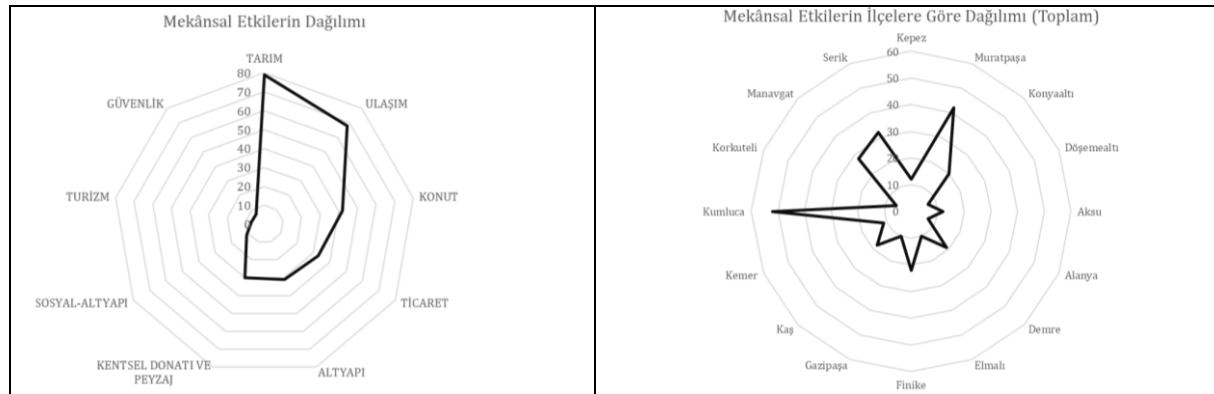 Mekânsal Etkilerin Dağılımı
TARIM
80
70
60
50
40
30
20
10
0
ULAŞIM
KONUT
TİCARET
ALTYAPI
KENTSEL DONATI VE
PEYZAJ
SOSYAL-ALTYAPI
TURİZM
GÜVENLİK
Mekânsal Etkilerin İlçelere Göre Dağılımı (Toplam)
Kepez
60
50
40
30
20
10
0
Muratpaşa
Konyaaltı
Döşemealtı
Aksu
Alanya
Demre
Elmalı
Finike
Gazipaşa
Kaş
Kemer
Kumluca
Korkuteli
Manavgat
Serik